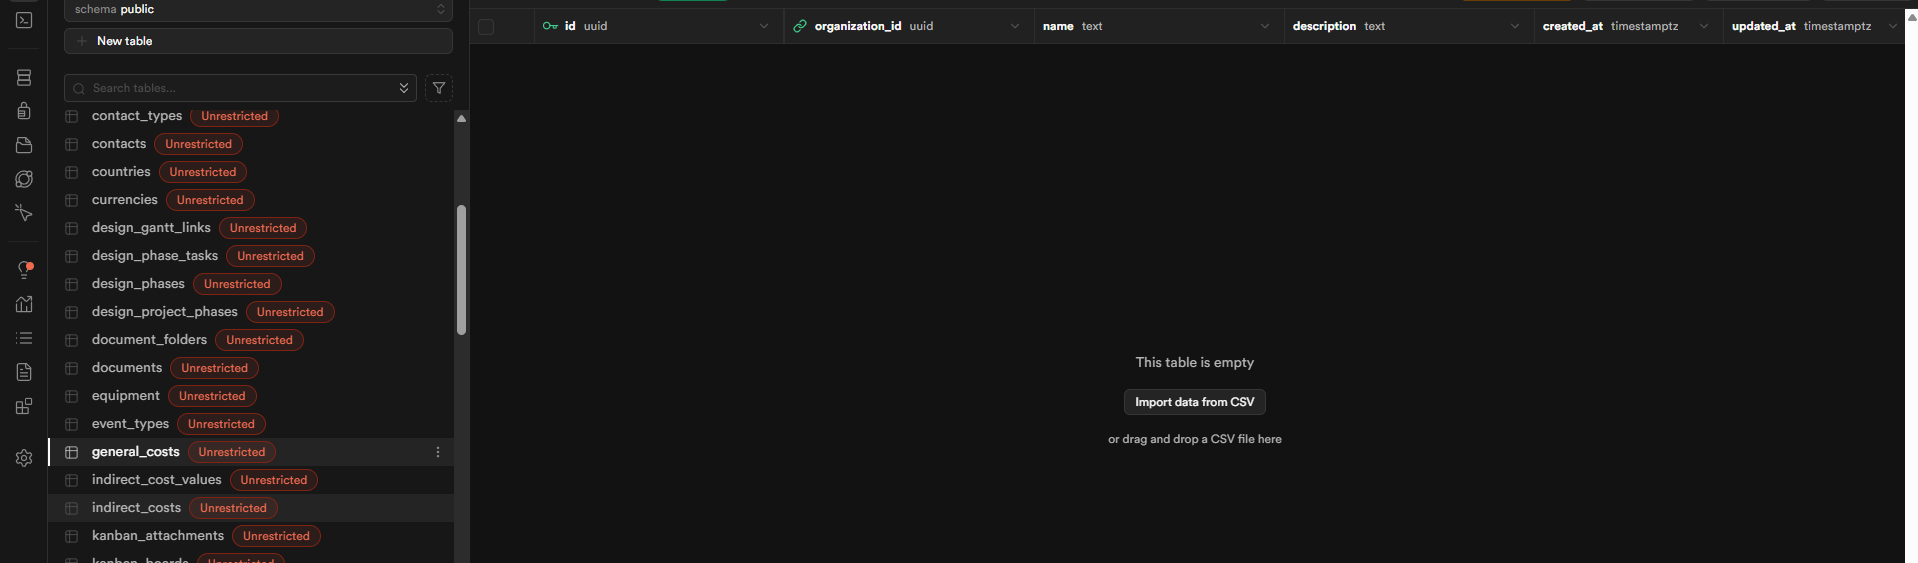 schema public
New table
Search tables...
contact_types Unrestricted
contacts Unrestricted
countries Unrestricted
currencies Unrestricted
design_gantt_links Unrestricted
design_phase_tasks Unrestricted
design_phases Unrestricted
design_project_phases Unrestricted
document_folders Unrestricted
documents Unrestricted
equipment Unrestricted
event_types Unrestricted
general_costs Unrestricted
indirect_cost_values Unrestricted
indirect_costs Unrestricted
kanban_attachments Unrestricted
kanban_boards Unrestricted
id uuid organization_id uuid name text description text created_at timestamptz updated_at timestamptz
This table is empty
Import data from CSV
or drag and drop a CSV file here